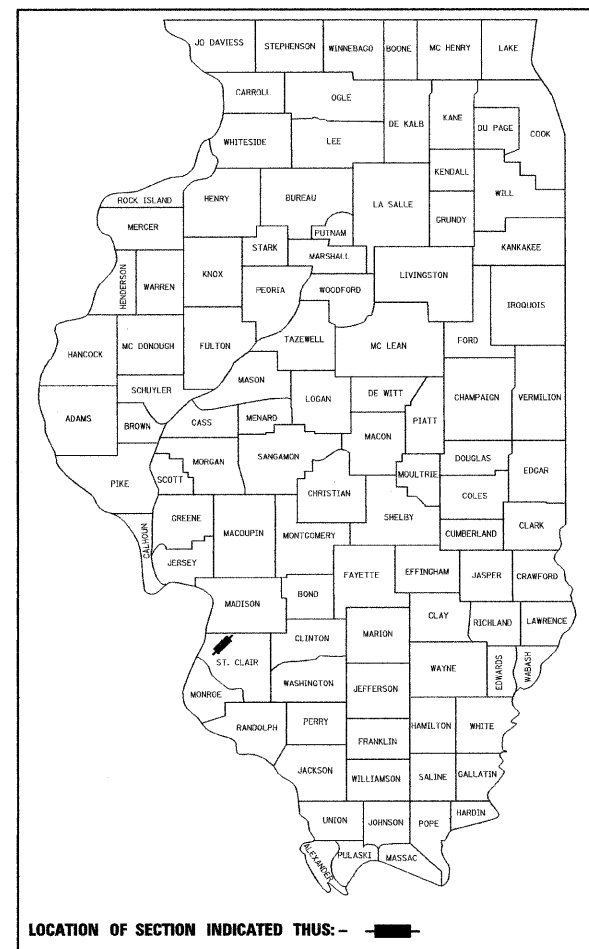 JO DAVIESS STEPHENSON WINNEBAGO BOONE MC HENRY LAKE
CARROLL OGLE DE KALB KANE DU PAGE COOK
WHITESIDE LEE KENDALL WILL
ROCK ISLAND HENRY BUREAU LA SALLE GRUNDY
MERCER STARK PUTNAM KANKAKEE
HENDERSON WARREN KNOX MARSHALL LIVINGSTON
PEORIA WOODFORD IROQUOIS
HANCOCK MC DONOUGH FULTON TAZEWELL MC LEAN FORD
SCHUYLER MASON LOGAN DE WITT CHAMPAIGN VERMILION
ADAMS BROWN CASS MENARD PIATT
MACON
PIKE SCOTT MORGAN SANGAMON MOULTRIE DOUGLAS EDGAR
CHRISTIAN COLES
CALHOUN GREENE MACOUPIN MONTGOMERY SHELBY CUMBERLAND CLARK
JERSEY FAYETTE EFFINGHAM JASPER CRAWFORD
MADISON BOND CLAY RICHLAND LAWRENCE
CLINTON MARION
ST. CLAIR WAYNE EDWARDS WABASH
MONROE WASHINGTON JEFFERSON
RANDOLPH PERRY HAMILTON WHITE
FRANKLIN
JACKSON WILLIAMSON SALINE GALLATIN
UNION JOHNSON POPE HARDIN
ALEXANDER PULASKI MASSAC
LOCATION OF SECTION INDICATED THUS: -